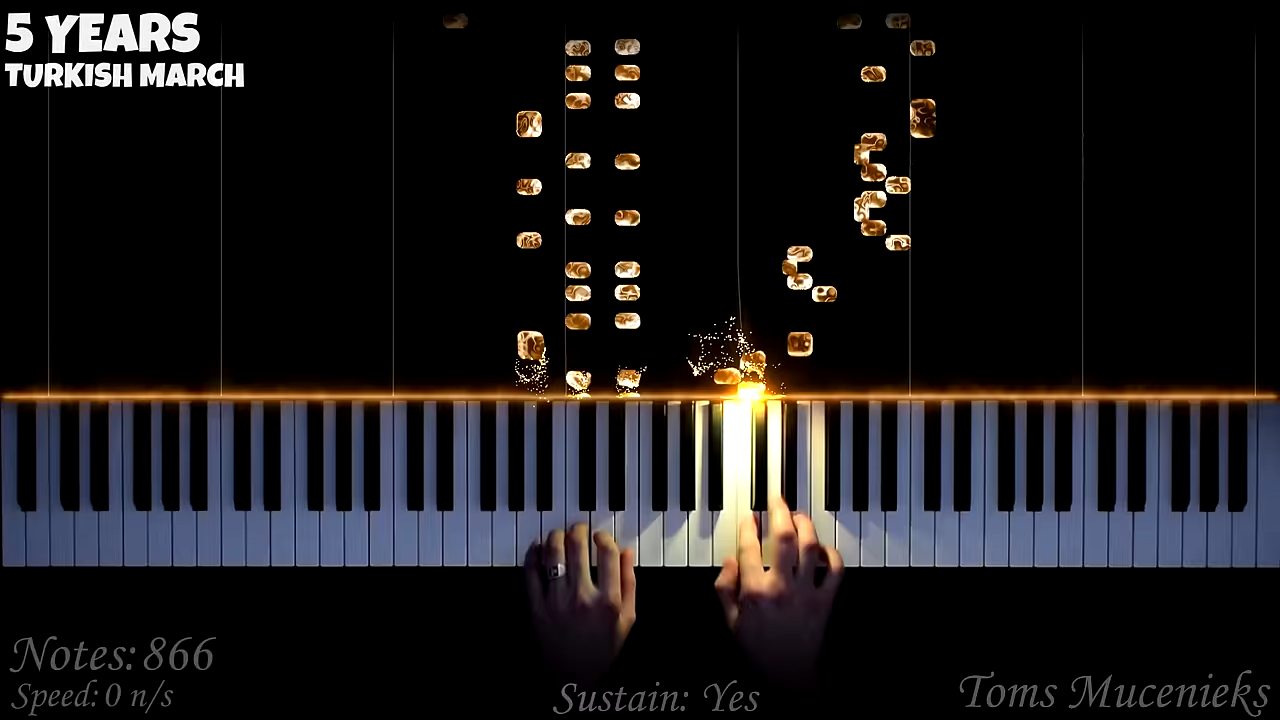 5 YEARS
TURKISH MARCH
Notes: 866
Speed: 0 n/s
Sustain: Yes
Toms Mucenieks